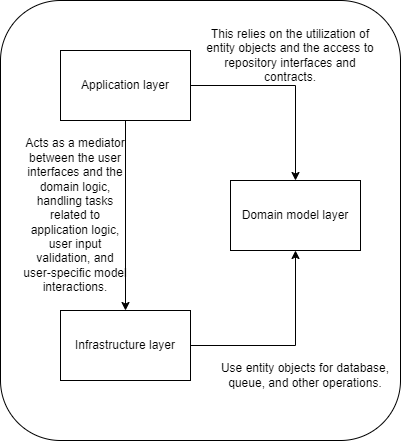 This relies on the utilization of
entity objects and the access to
repository interfaces and
contracts.
Application layer
Acts as a mediator
between the user
interfaces and the
domain logic,
handling tasks
related to
application logic,
user input
validation, and
user-specific model
interactions.
Domain model layer
Infrastructure layer
Use entity objects for database,
queue, and other operations.